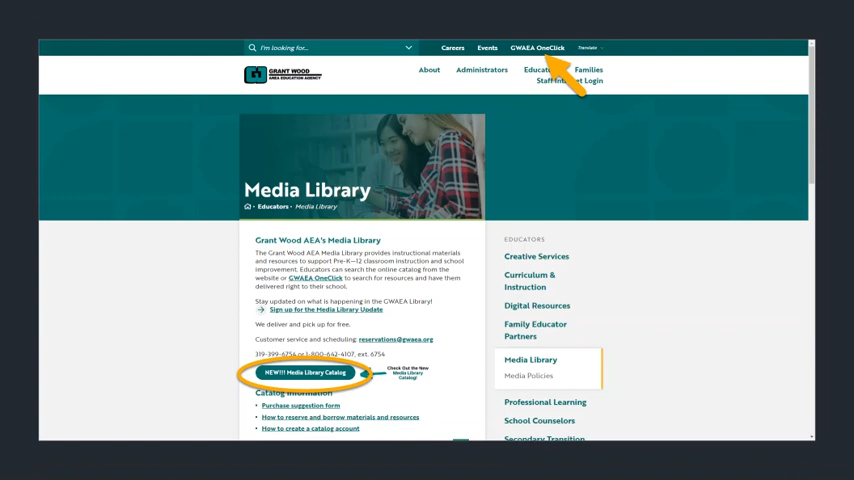 I'm looking for...
Careers
Events
GWAEA OneClick
Translate
GRANT WOOD
AREA EDUCATION AGENCY
About
Administrators
Families
Login
Media Library
Educators • Media Library
Grant Wood AEA's Media Library
The Grant Wood AEA Media Library provides instructional materials
and resources to support Pre-K—12 classroom instruction and school
improvement. Educators can search the online catalog from the
website or GWAEA OneClick to search for resources and have them
delivered right to their school.
Stay updated on what is happening in the GWAEA Library!
Sign up for the Media Library Update
We deliver and pick up for free.
Customer service and scheduling: reservations@gwaea.org
319-399-6754 or 1-800-642-4107, ext. 6754
NEW!!! Media Library Catalog
Check Out the New
Media Library
Catalog!
Catalog Information
Purchase suggestion form
How to reserve and borrow materials and resources
How to create a catalog account
EDUCATORS
Creative Services
Curriculum &
Instruction
Digital Resources
Family Educator
Partners
Media Library
Media Policies
Professional Learning
School Counselors
Secondary Transition